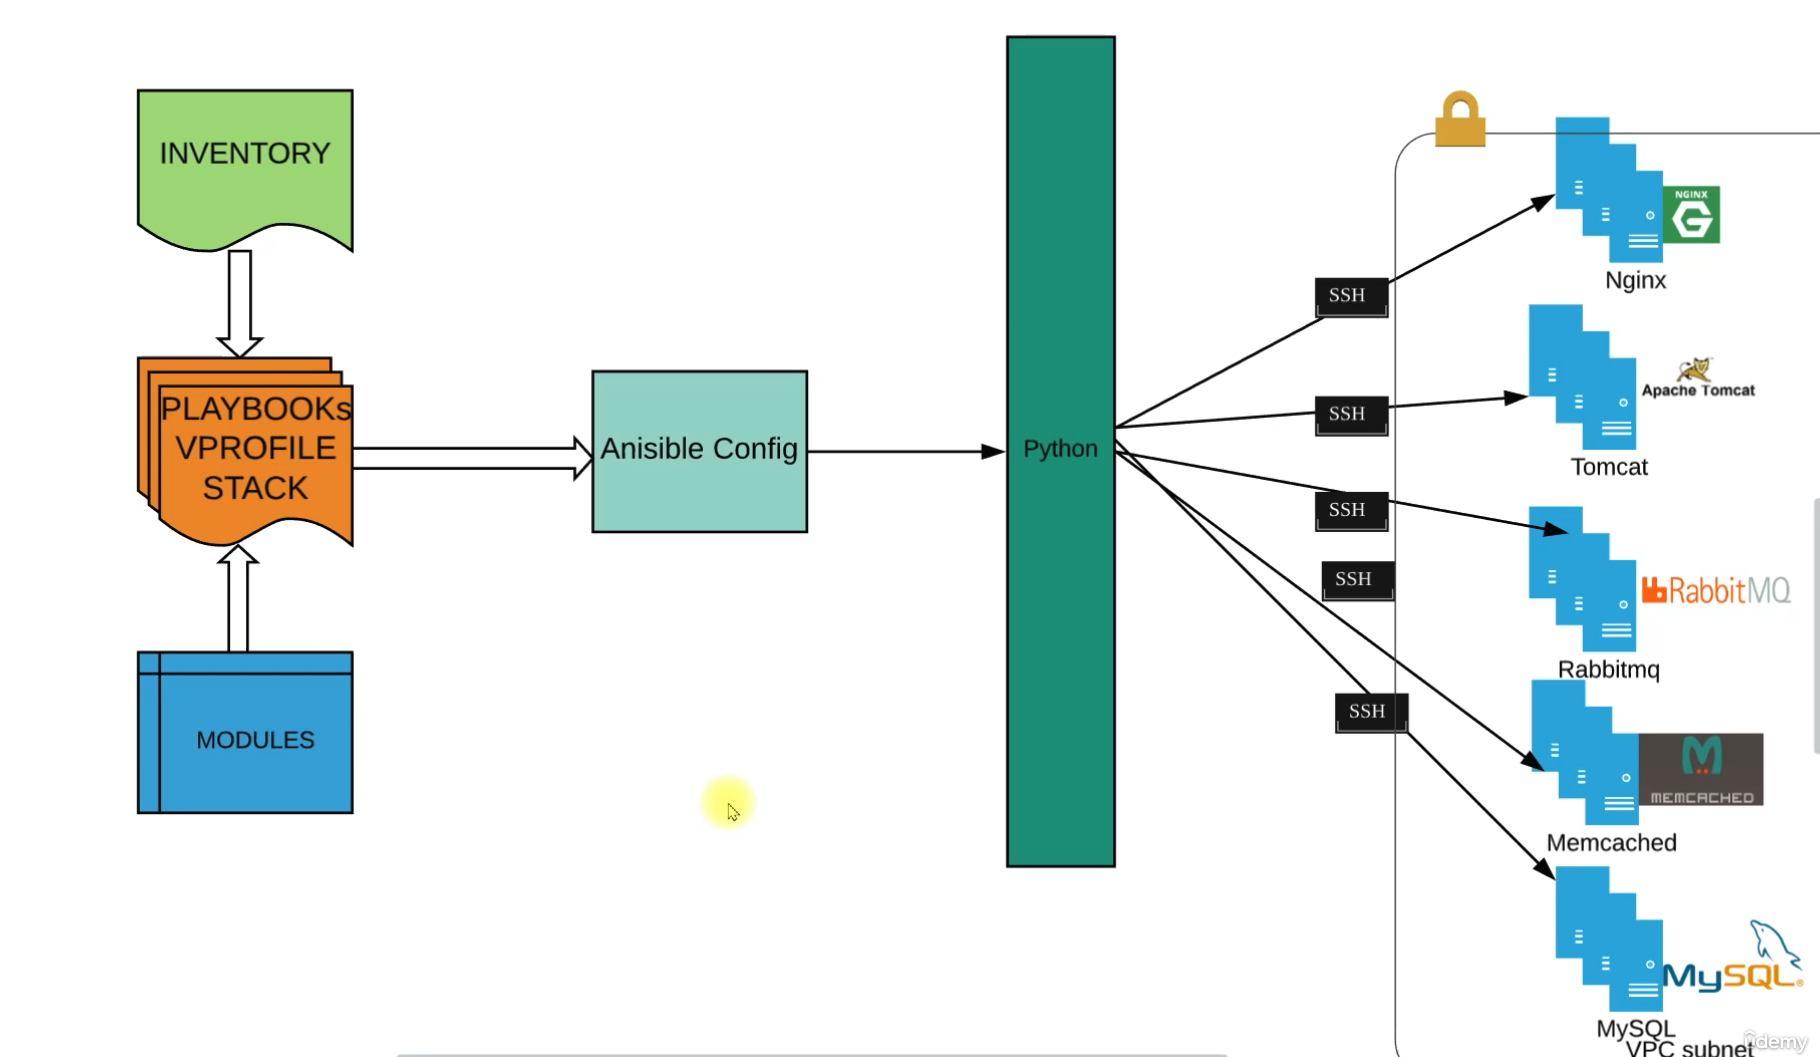 INVENTORY
PLAYBOOKs
VPROFILE
STACK
MODULES
Anisible Config
Python
SSH
SSH
SSH
SSH
SSH
NGINX
Nginx
Apache Tomcat
Tomcat
RabbitMQ
Rabbitmq
MEMCACHED
Memcached
MySQL
MySQL
VPC subnet
ûdemy